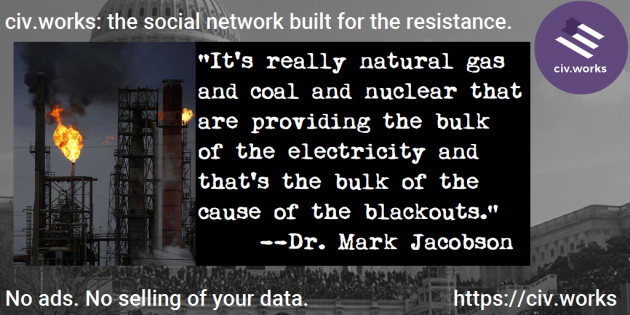 civ.works: the social network built for the resistance.
civ.works
"It's really natural gas
and coal and nuclear that
are providing the bulk
of the electricity and
that's the bulk of the
cause of the blackouts."
--Dr. Mark Jacobson
No ads. No selling of your data.
https://civ.works